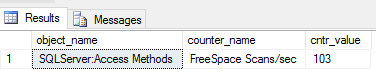 Results Messages
object_name counter_name cntr_value
1 SQLServer:Access Methods FreeSpace Scans/sec 103